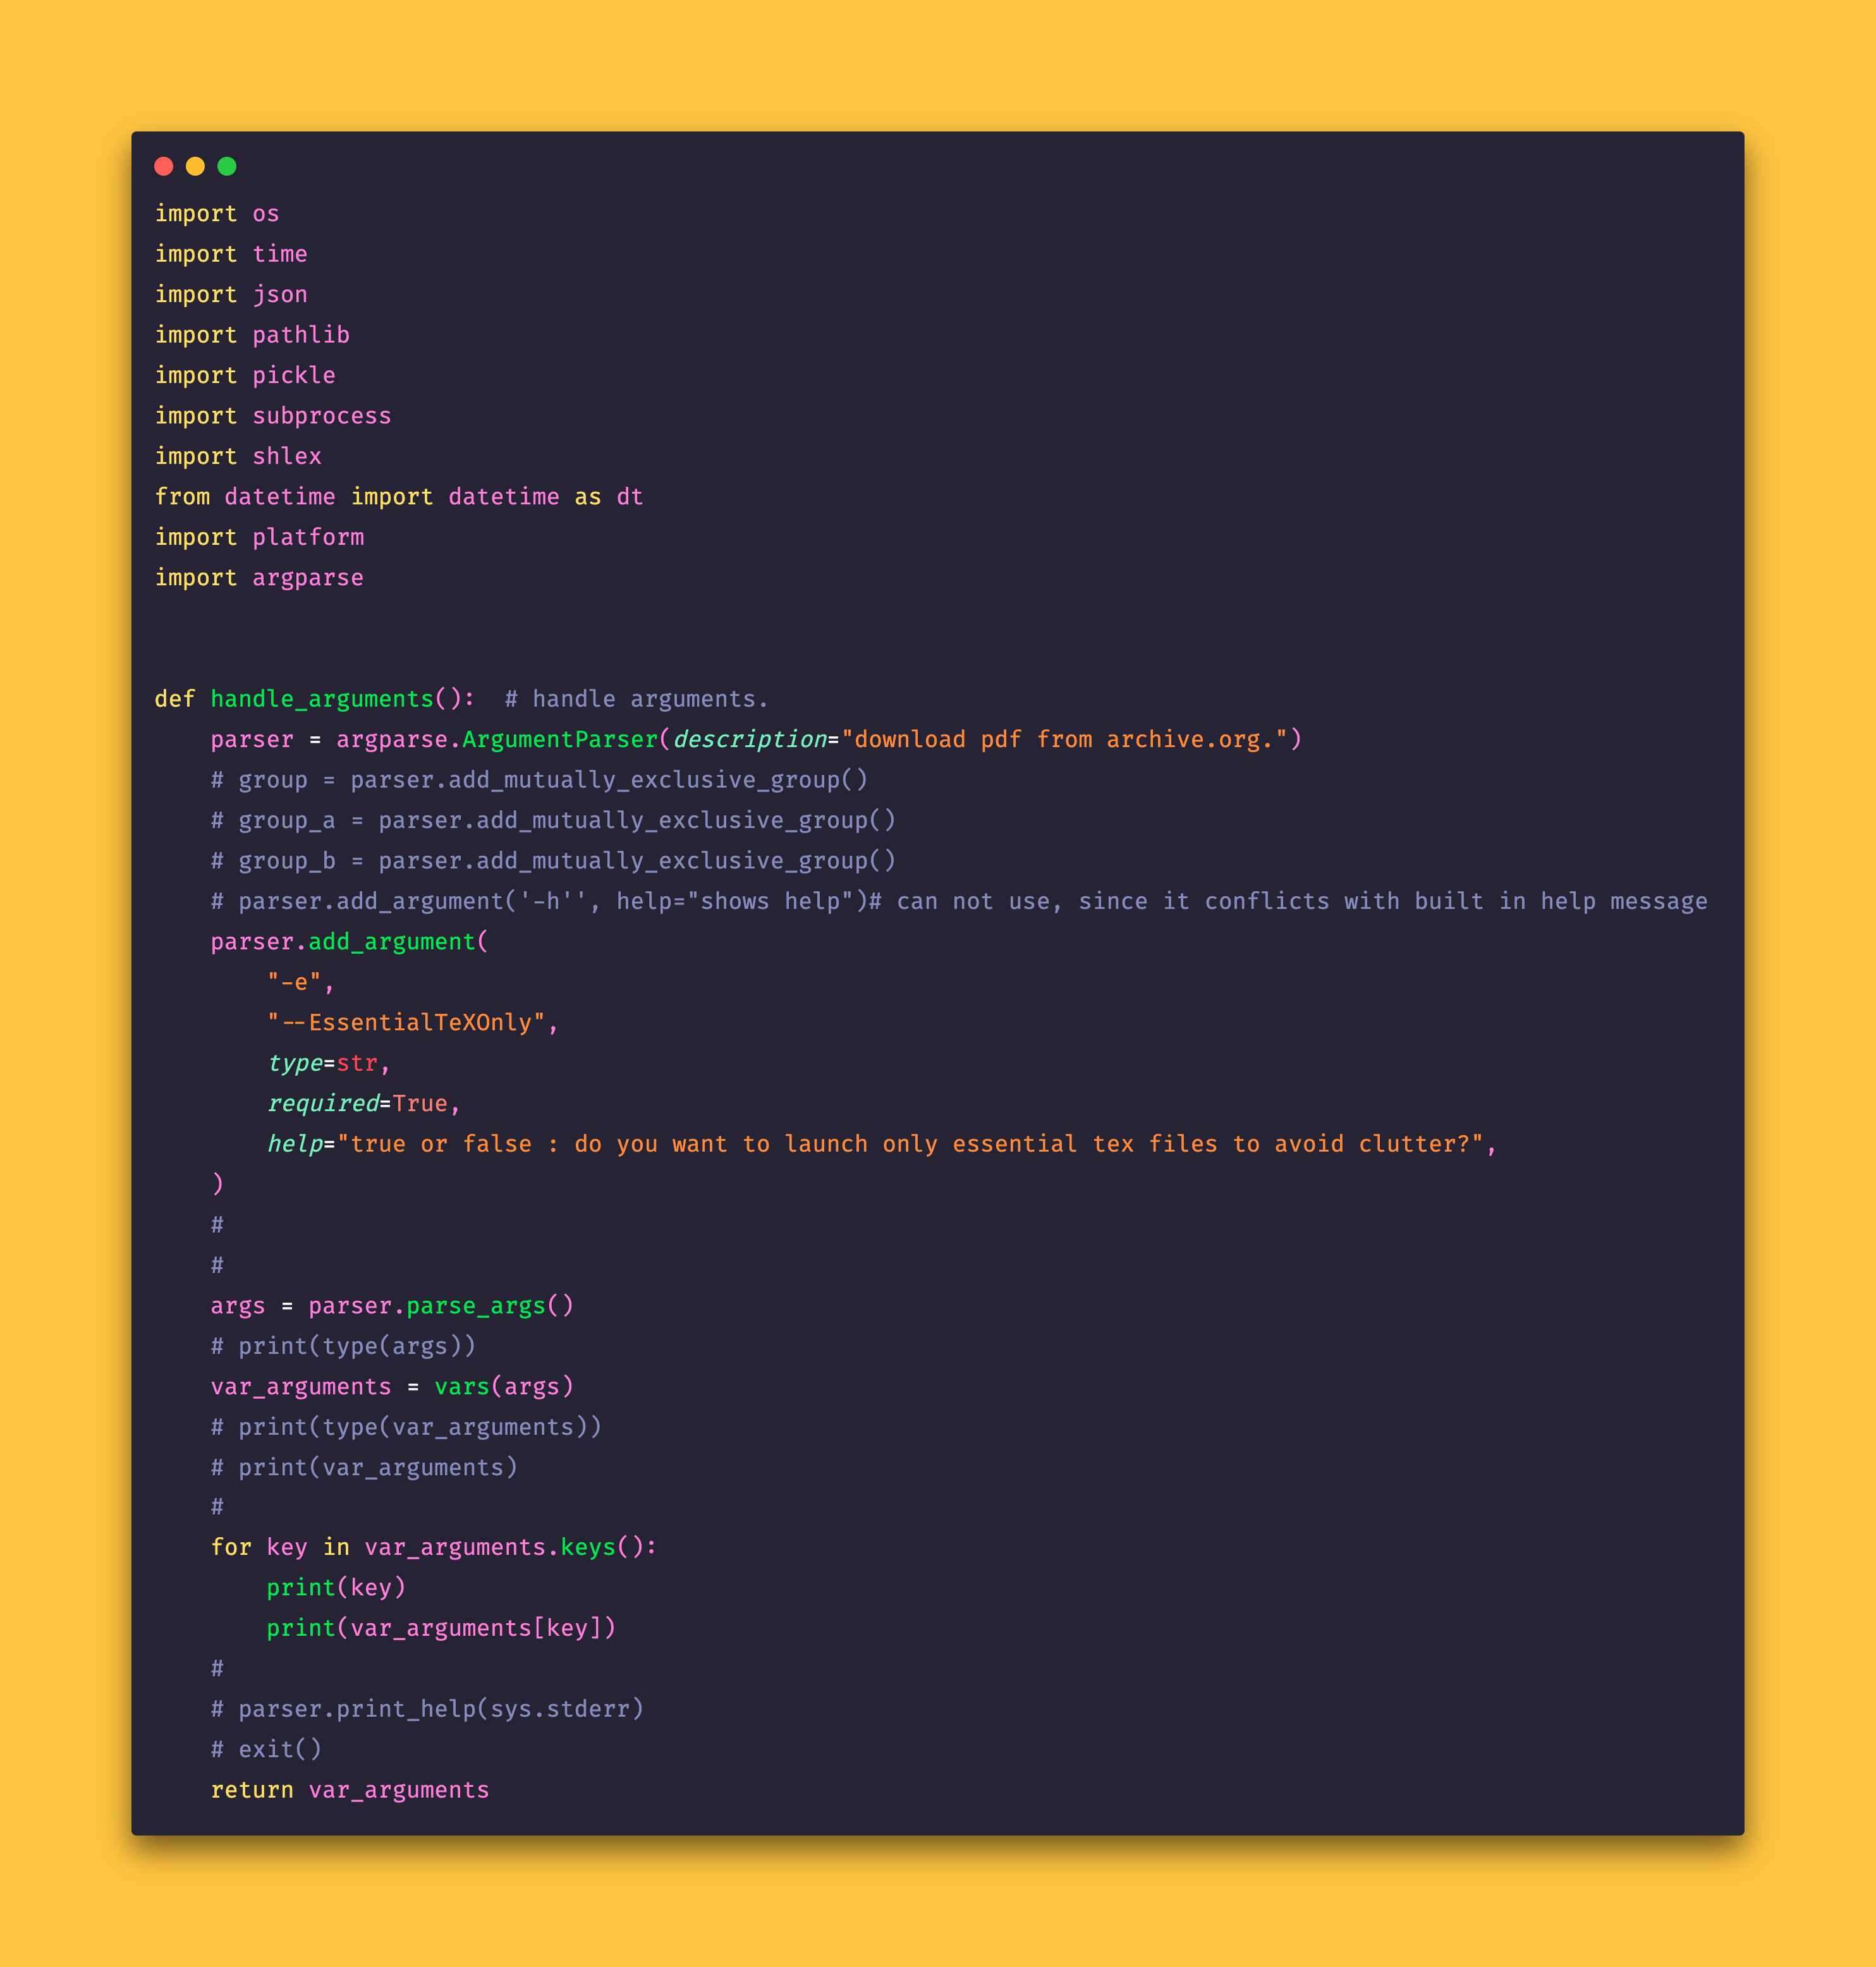 import os
import time
import json
import pathlib
import pickle
import subprocess
import shlex
from datetime import datetime as dt
import platform
import argparse
def handle_arguments():  # handle arguments.
    parser = argparse.ArgumentParser(description="download pdf from archive.org.")
    # group = parser.add_mutually_exclusive_group()
    # group_a = parser.add_mutually_exclusive_group()
    # group_b = parser.add_mutually_exclusive_group()
    # parser.add_argument('-h'', help="shows help")# can not use, since it conflicts with built in help message
    parser.add_argument(
        "-e",
        "--EssentialTeXOnly",
        type=str,
        required=True,
        help="true or false : do you want to launch only essential tex files to avoid clutter?",
    )
    #
    #
    args = parser.parse_args()
    # print(type(args))
    var_arguments = vars(args)
    # print(type(var_arguments))
    # print(var_arguments)
    #
    for key in var_arguments.keys():
        print(key)
        print(var_arguments[key])
    #
    # parser.print_help(sys.stderr)
    # exit()
    return var_arguments